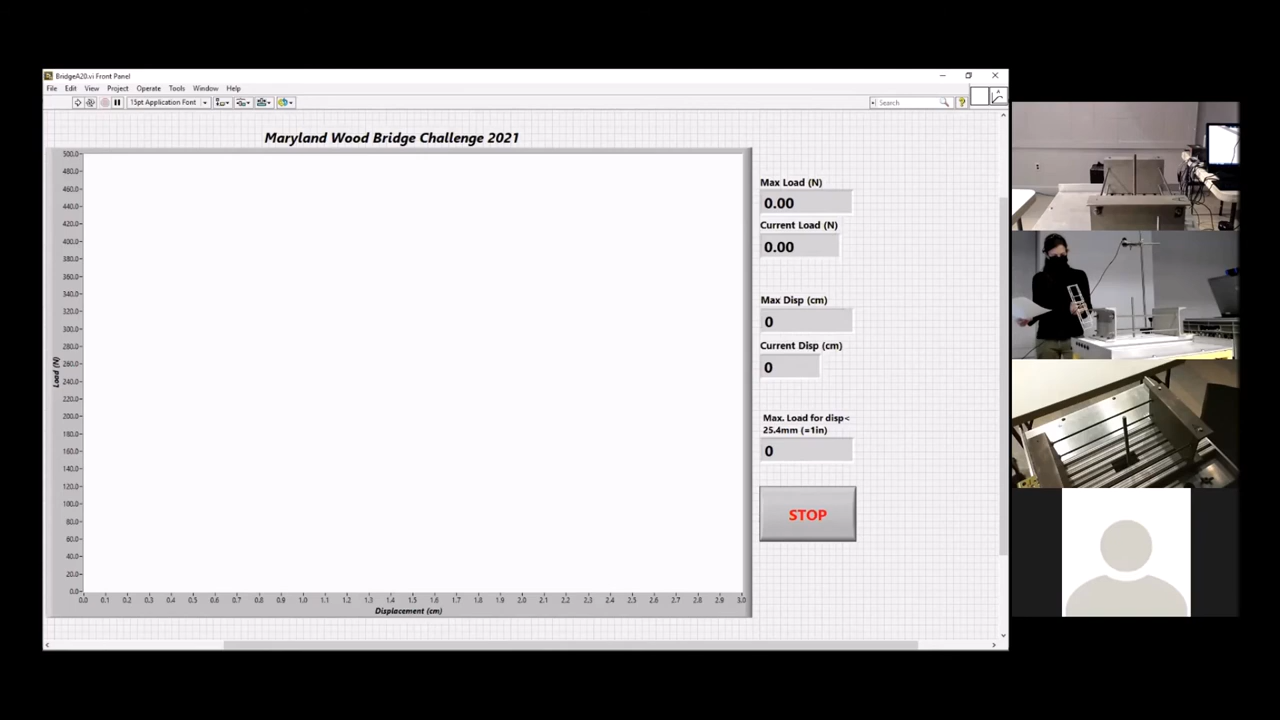 BridgeA20.vi Front Panel
File Edit View Project Operate Tools Window Help
15pt Application Font
Search
Maryland Wood Bridge Challenge 2021
500.0
480.0
460.0
440.0
420.0
400.0
380.0
360.0
340.0
320.0
300.0
280.0
260.0
240.0
220.0
200.0
180.0
160.0
140.0
120.0
100.0
80.0
60.0
40.0
20.0
0.0
Load (N)
0.0 0.1 0.2 0.3 0.4 0.5 0.6 0.7 0.8 0.9 1.0 1.1 1.2 1.3 1.4 1.5 1.6 1.7 1.8 1.9 2.0 2.1 2.2 2.3 2.4 2.5 2.6 2.7 2.8 2.9 3.0
Displacement (cm)
Max Load (N)
0.00
Current Load (N)
0.00
Max Disp (cm)
0
Current Disp (cm)
0
Max. Load for disp<
25.4mm (=1in)
0
STOP